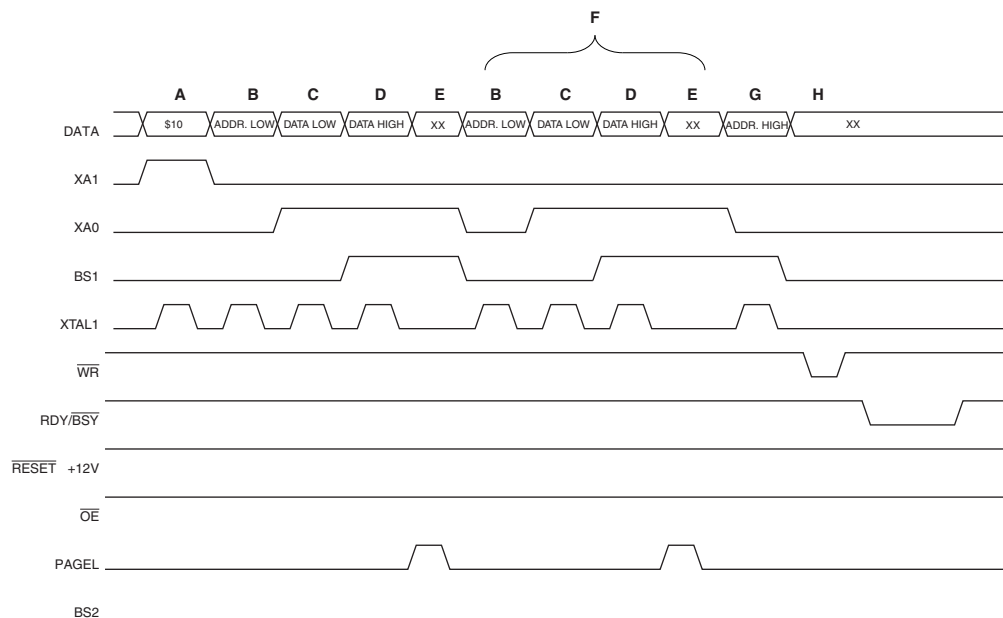 F
A B C D E B C D E G H
DATA $10 ADDR. LOW DATA LOW DATA HIGH XX ADDR. LOW DATA LOW DATA HIGH XX ADDR. HIGH XX
XA1
XA0
BS1
XTAL1
WR
RDY/BSY
RESET +12V
OE
PAGEL
BS2